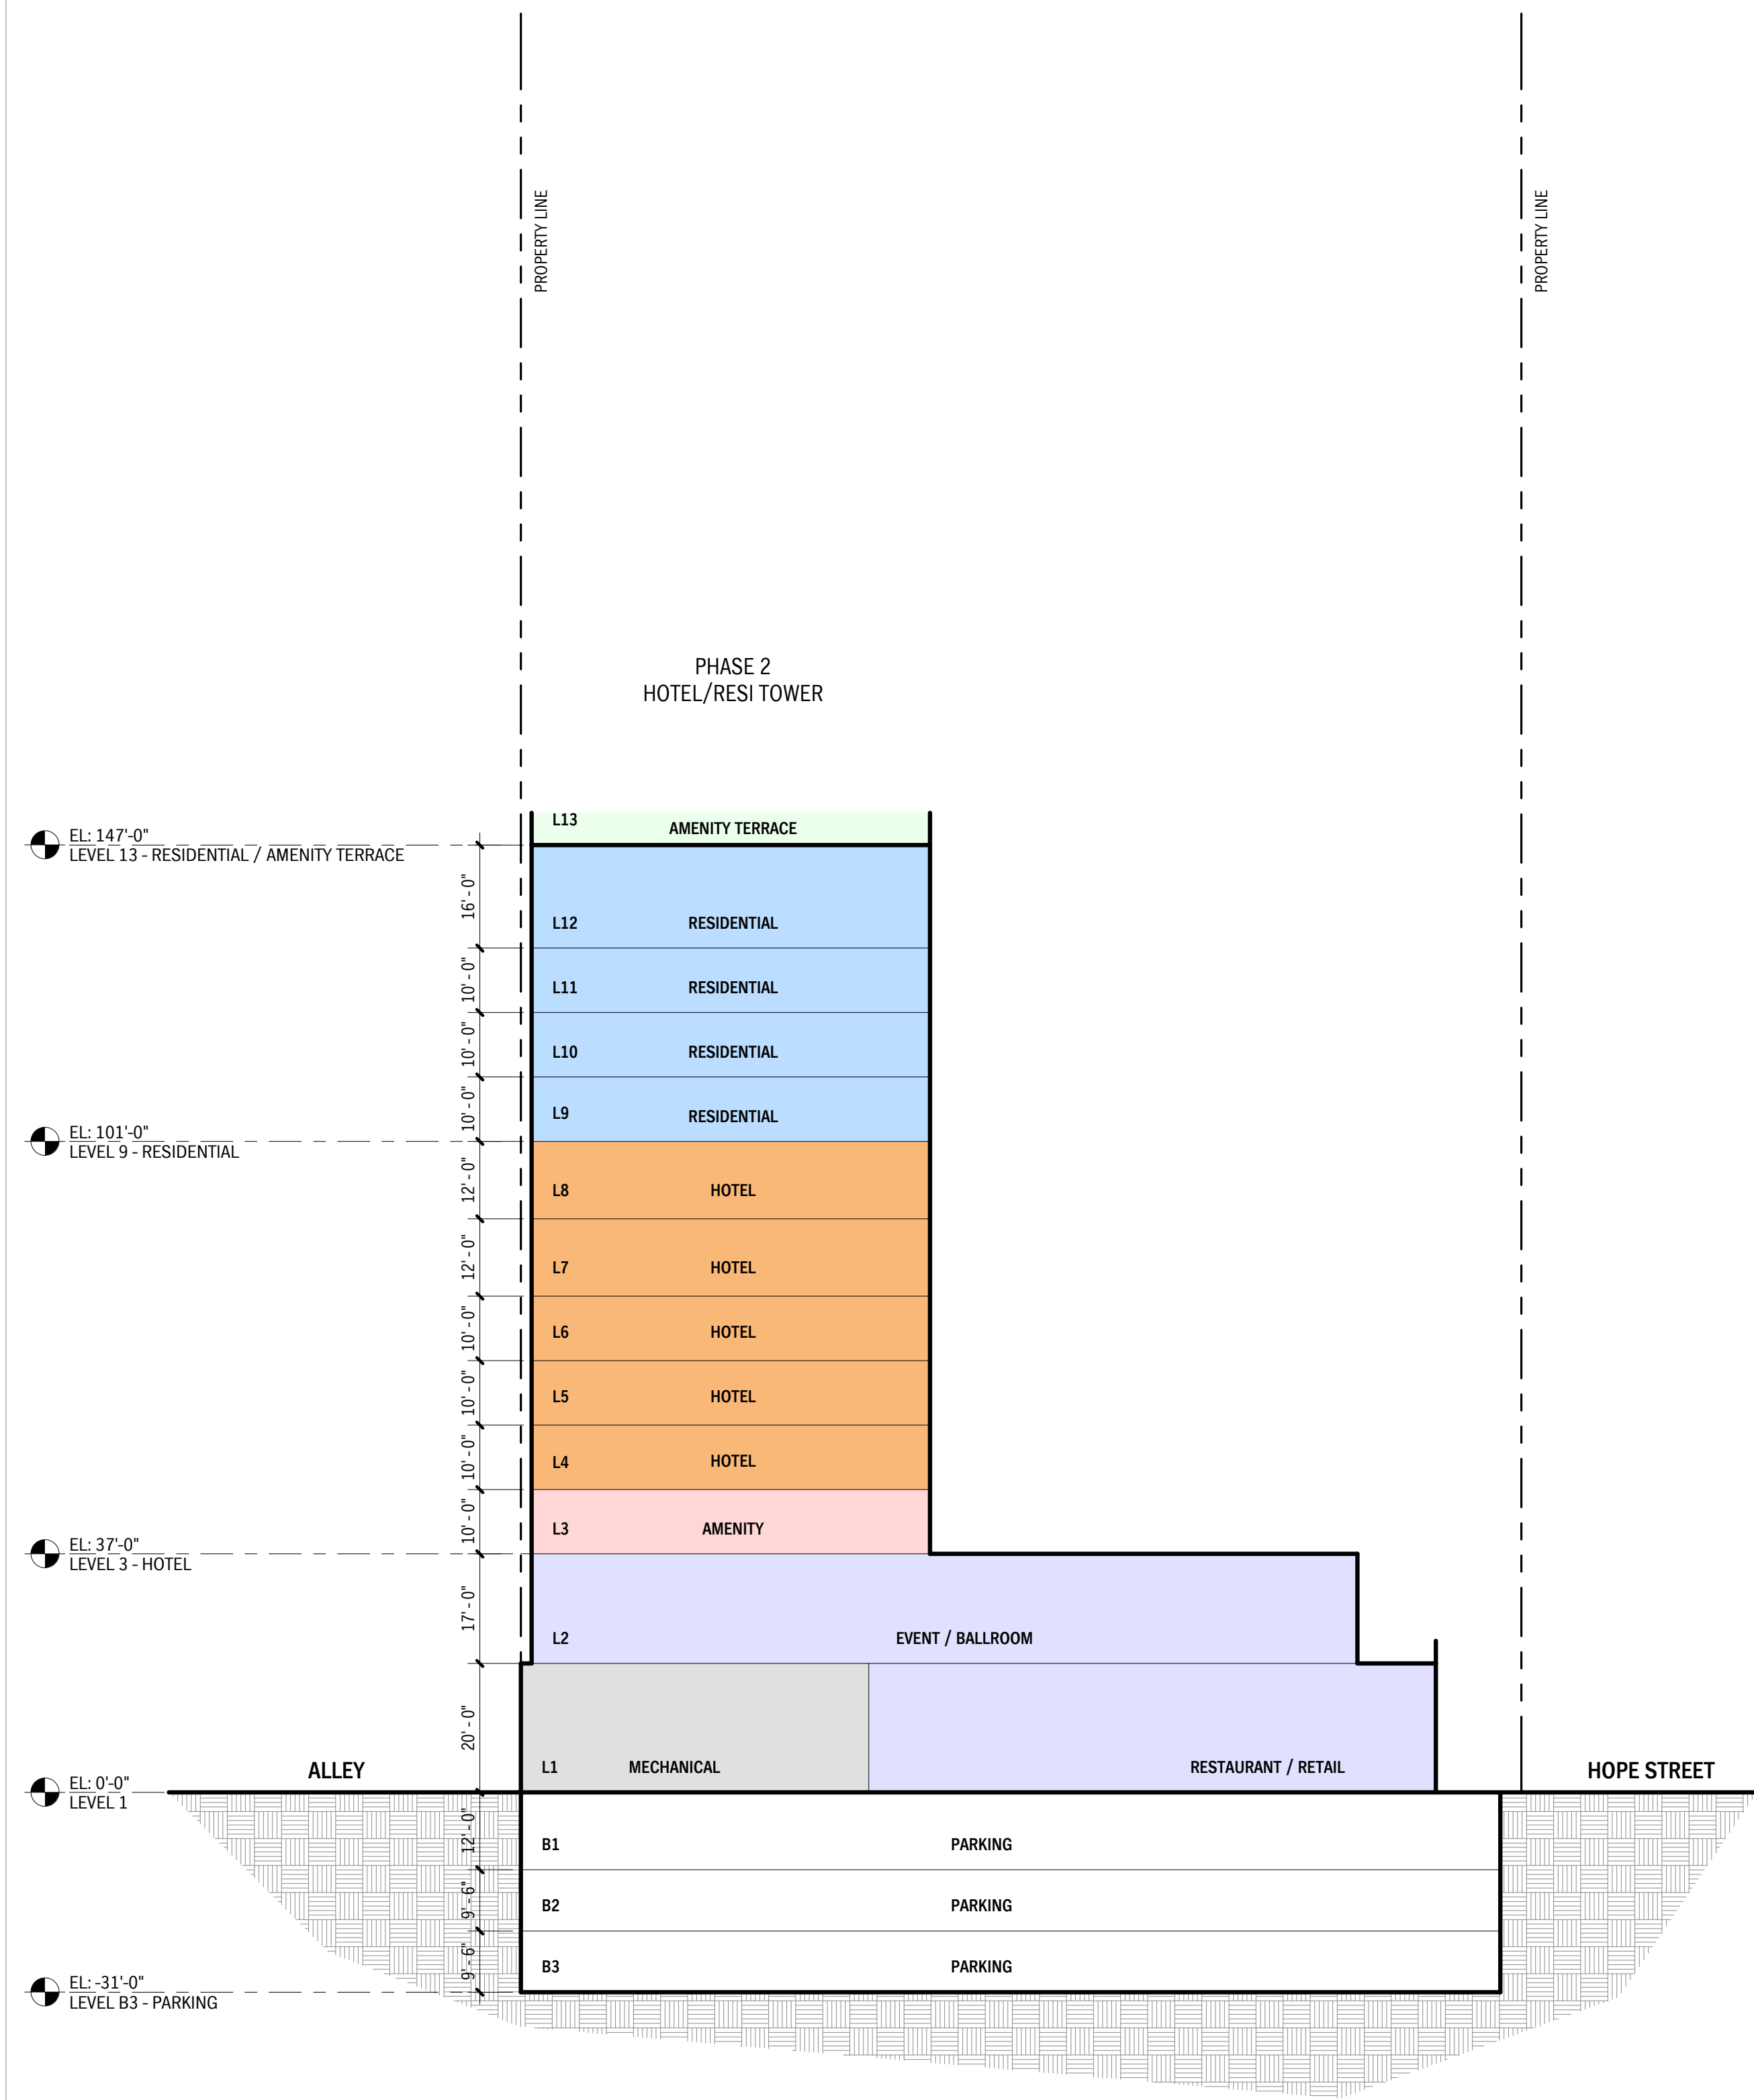 PROPERTY LINE
PROPERTY LINE
PHASE 2
HOTEL/RESI TOWER
L13 AMENITY TERRACE
EL: 147'-0"
LEVEL 13 - RESIDENTIAL / AMENITY TERRACE
16' - 0"
L12 RESIDENTIAL
10' - 0"
L11 RESIDENTIAL
10' - 0"
L10 RESIDENTIAL
10' - 0"
L9 RESIDENTIAL
EL: 101'-0"
LEVEL 9 - RESIDENTIAL
12' - 0"
L8 HOTEL
12' - 0"
L7 HOTEL
10' - 0"
L6 HOTEL
10' - 0"
L5 HOTEL
10' - 0"
L4 HOTEL
10' - 0"
L3 AMENITY
EL: 37'-0"
LEVEL 3 - HOTEL
17' - 0"
L2 EVENT / BALLROOM
20' - 0"
L1 MECHANICAL RESTAURANT / RETAIL
ALLEY
HOPE STREET
EL: 0'-0"
LEVEL 1
12' - 0"
B1 PARKING
9' - 6"
B2 PARKING
9' - 6"
B3 PARKING
EL: -31'-0"
LEVEL B3 - PARKING